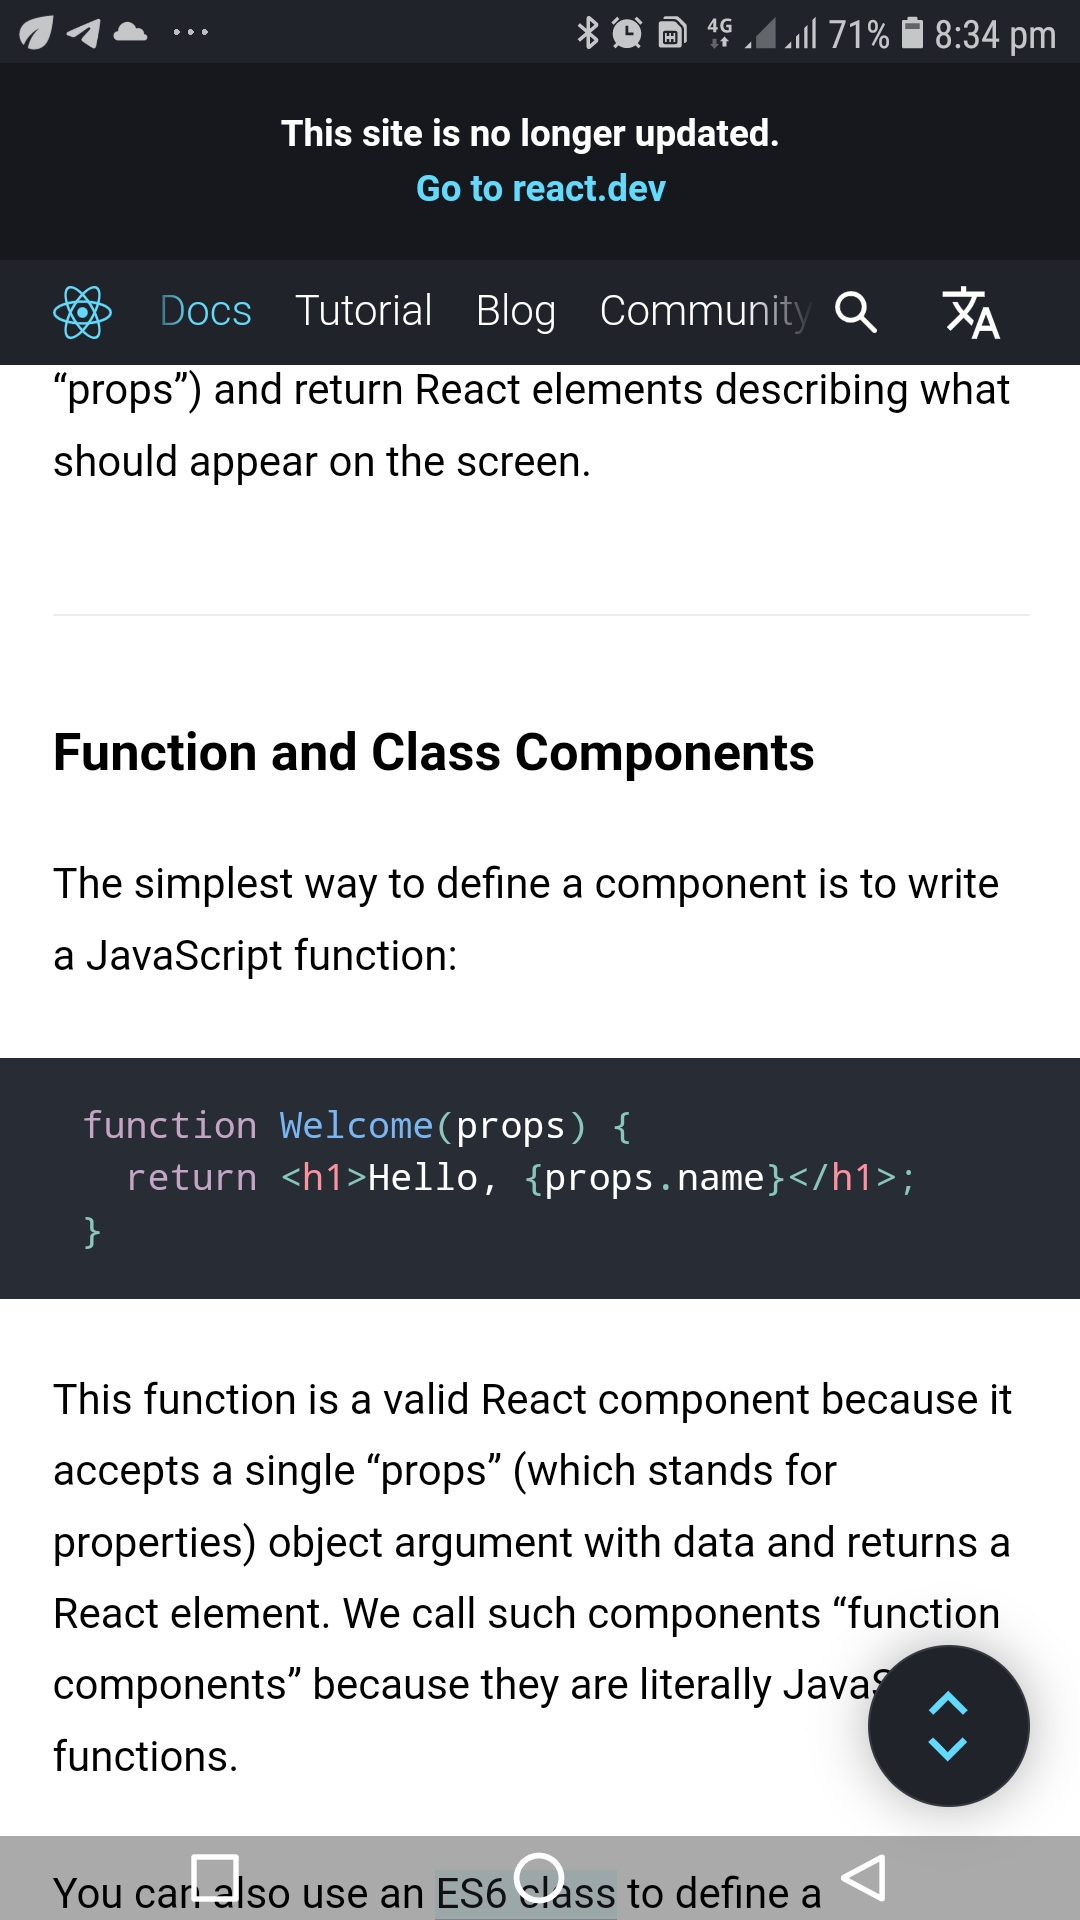 4G 71% 8:34 pm
This site is no longer updated.
Go to react.dev
Docs Tutorial Blog Community
“props”) and return React elements describing what
should appear on the screen.
Function and Class Components
The simplest way to define a component is to write
a JavaScript function:
function Welcome(props) {
  return <h1>Hello, {props.name}</h1>;
}
This function is a valid React component because it
accepts a single “props” (which stands for
properties) object argument with data and returns a
React element. We call such components “function
components” because they are literally JavaS
functions.
You can also use an ES6 class to define a